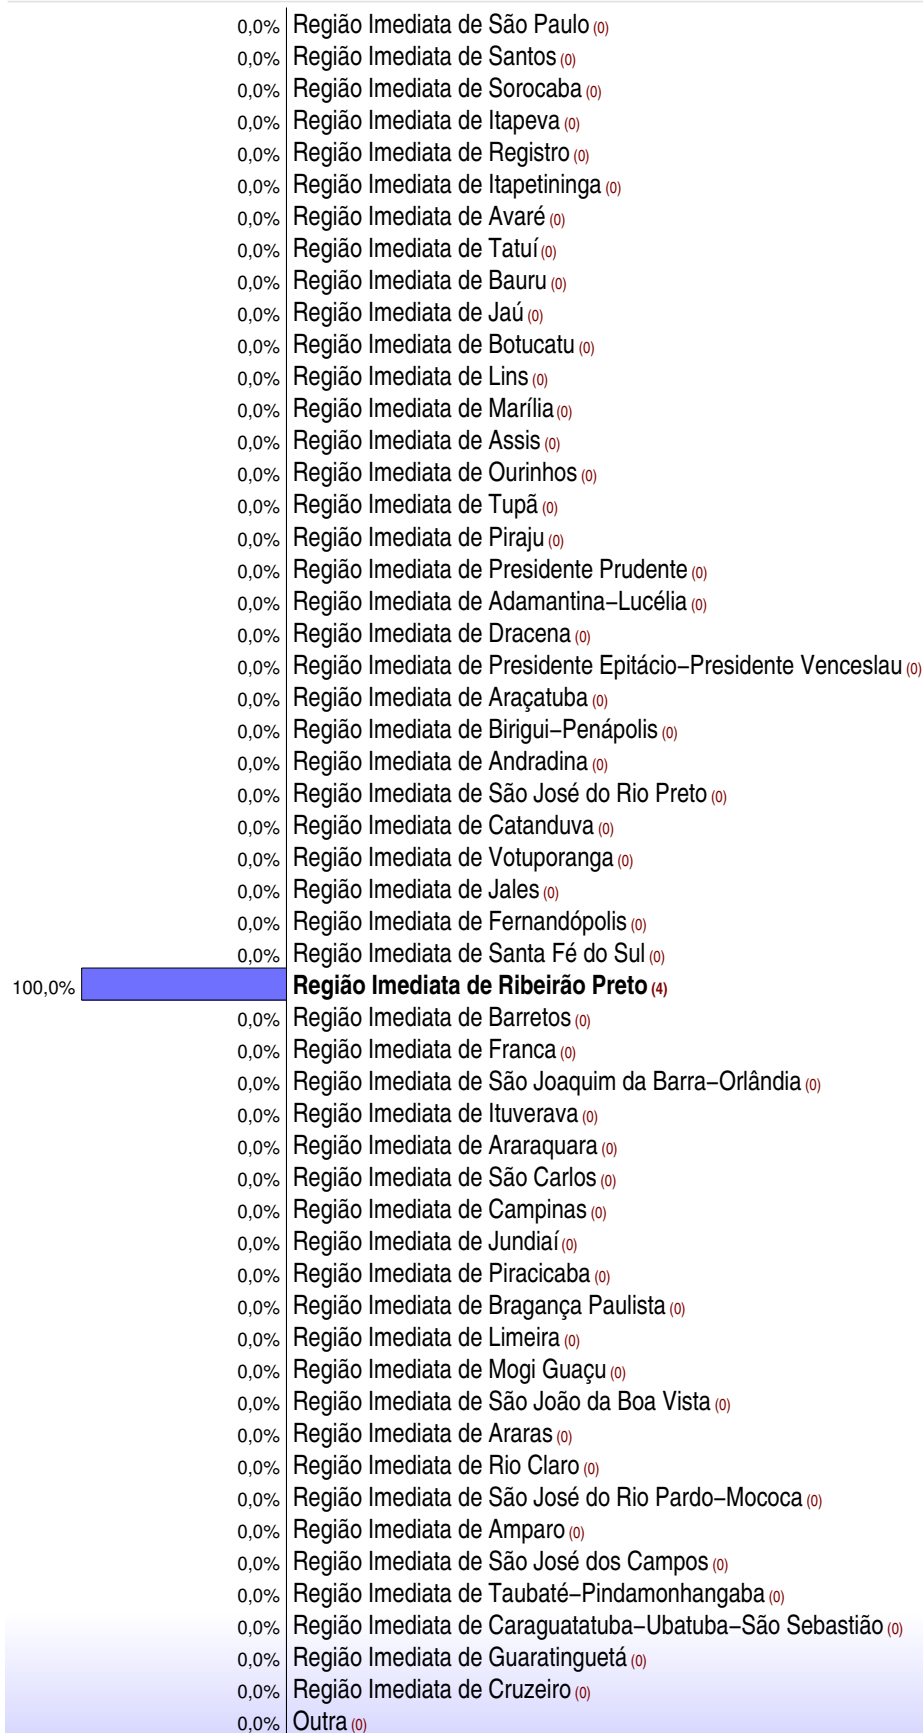 0,0% Região Imediata de São Paulo (0)
0,0% Região Imediata de Santos (0)
0,0% Região Imediata de Sorocaba (0)
0,0% Região Imediata de Itapeva (0)
0,0% Região Imediata de Registro (0)
0,0% Região Imediata de Itapetininga (0)
0,0% Região Imediata de Avaré (0)
0,0% Região Imediata de Tatuí (0)
0,0% Região Imediata de Bauru (0)
0,0% Região Imediata de Jaú (0)
0,0% Região Imediata de Botucatu (0)
0,0% Região Imediata de Lins (0)
0,0% Região Imediata de Marília (0)
0,0% Região Imediata de Assis (0)
0,0% Região Imediata de Ourinhos (0)
0,0% Região Imediata de Tupã (0)
0,0% Região Imediata de Piraju (0)
0,0% Região Imediata de Presidente Prudente (0)
0,0% Região Imediata de Adamantina–Lucélia (0)
0,0% Região Imediata de Dracena (0)
0,0% Região Imediata de Presidente Epitácio–Presidente Venceslau (0)
0,0% Região Imediata de Araçatuba (0)
0,0% Região Imediata de Birigui–Penápolis (0)
0,0% Região Imediata de Andradina (0)
0,0% Região Imediata de São José do Rio Preto (0)
0,0% Região Imediata de Catanduva (0)
0,0% Região Imediata de Votuporanga (0)
0,0% Região Imediata de Jales (0)
0,0% Região Imediata de Fernandópolis (0)
0,0% Região Imediata de Santa Fé do Sul (0)
100,0% Região Imediata de Ribeirão Preto (4)
0,0% Região Imediata de Barretos (0)
0,0% Região Imediata de Franca (0)
0,0% Região Imediata de São Joaquim da Barra–Orlândia (0)
0,0% Região Imediata de Ituverava (0)
0,0% Região Imediata de Araraquara (0)
0,0% Região Imediata de São Carlos (0)
0,0% Região Imediata de Campinas (0)
0,0% Região Imediata de Jundiaí (0)
0,0% Região Imediata de Piracicaba (0)
0,0% Região Imediata de Bragança Paulista (0)
0,0% Região Imediata de Limeira (0)
0,0% Região Imediata de Mogi Guaçu (0)
0,0% Região Imediata de São João da Boa Vista (0)
0,0% Região Imediata de Araras (0)
0,0% Região Imediata de Rio Claro (0)
0,0% Região Imediata de São José do Rio Pardo–Mococa (0)
0,0% Região Imediata de Amparo (0)
0,0% Região Imediata de São José dos Campos (0)
0,0% Região Imediata de Taubaté–Pindamonhangaba (0)
0,0% Região Imediata de Caraguatatuba–Ubatuba–São Sebastião (0)
0,0% Região Imediata de Guaratinguetá (0)
0,0% Região Imediata de Cruzeiro (0)
0,0% Outra (0)